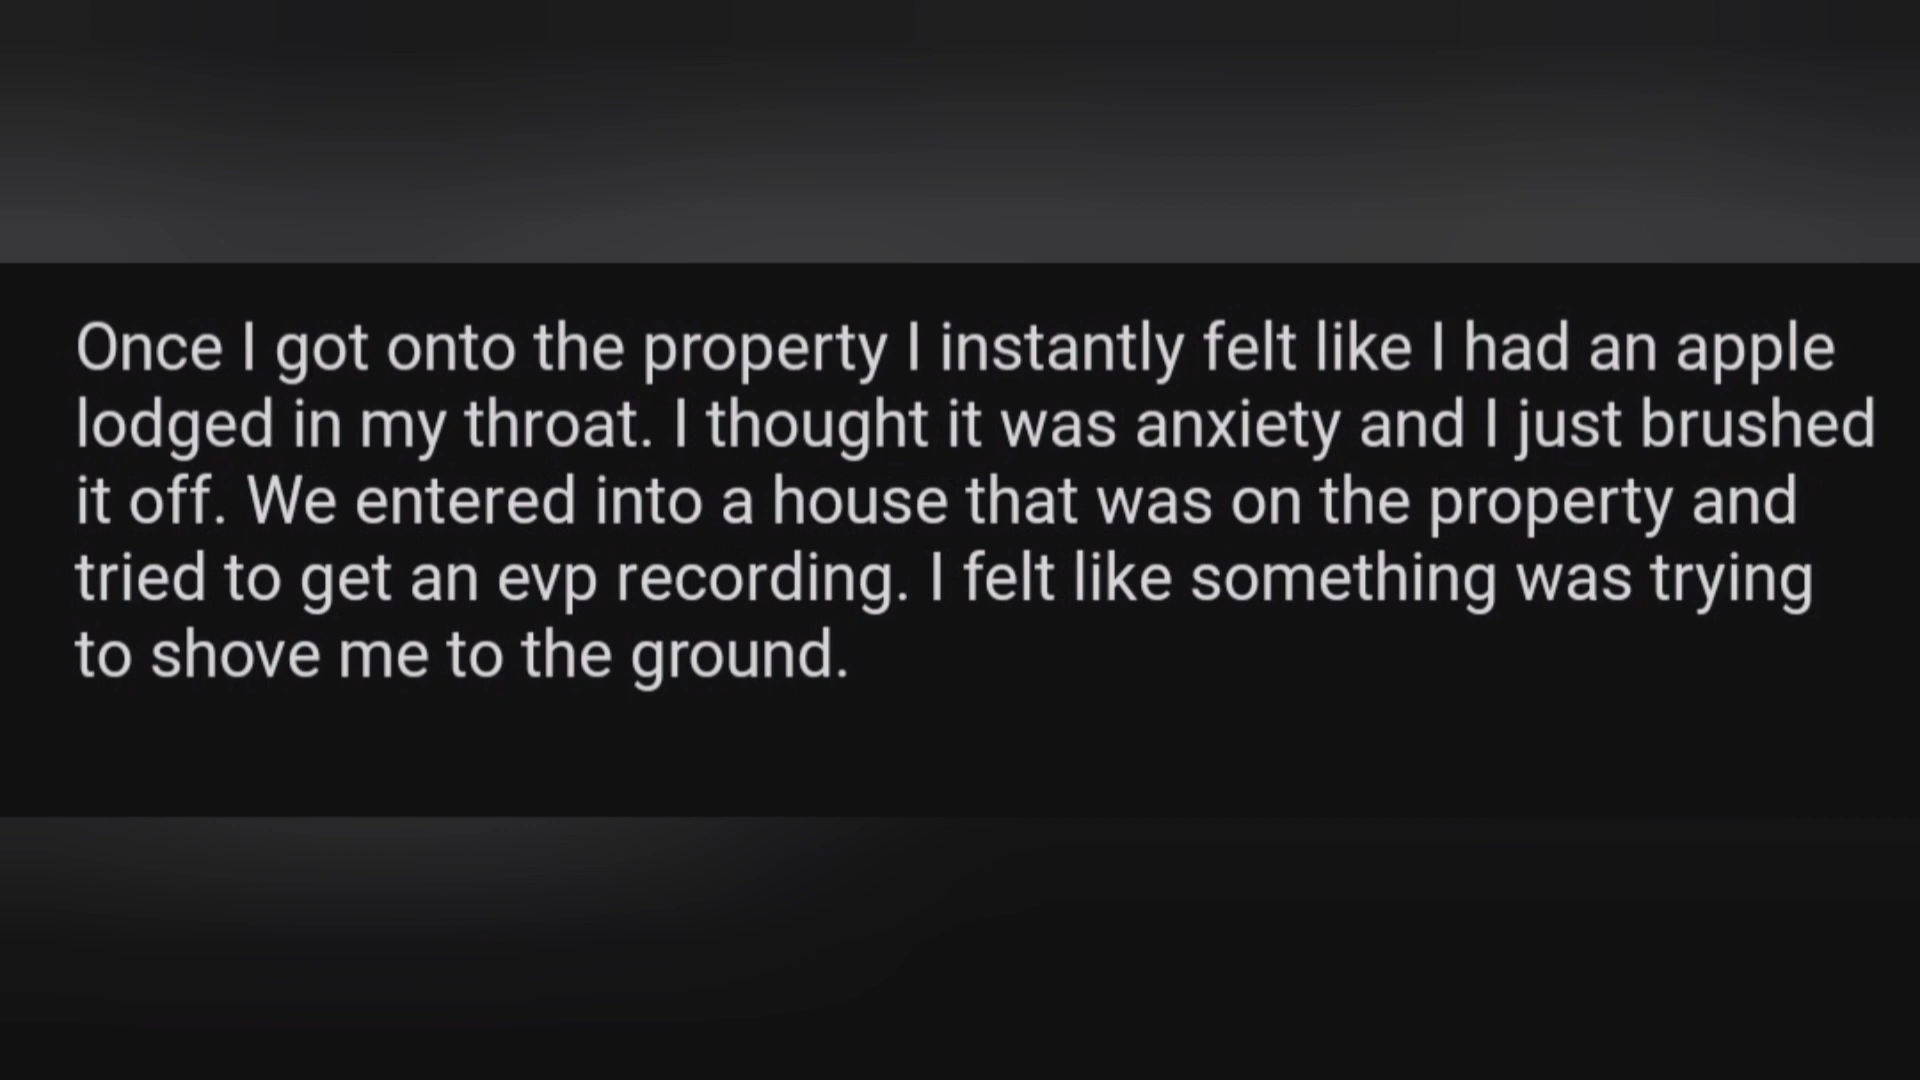 Once I got onto the property I instantly felt like I had an apple
lodged in my throat. I thought it was anxiety and I just brushed
it off. We entered into a house that was on the property and
tried to get an evp recording. I felt like something was trying
to shove me to the ground.